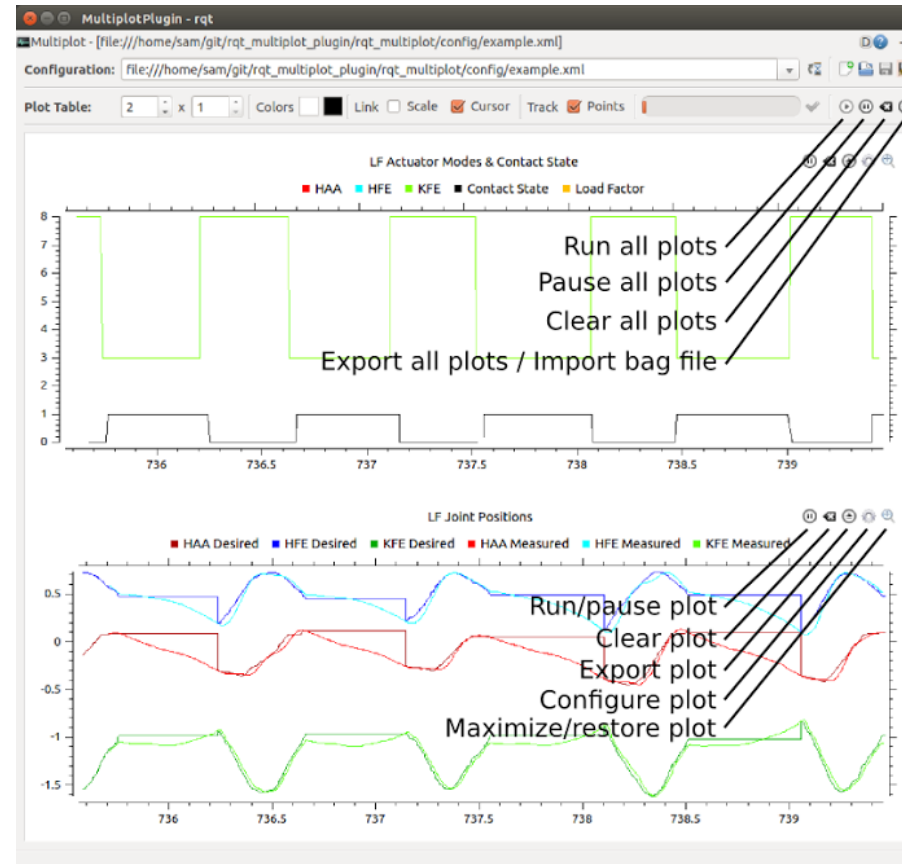 MultiplotPlugin - rqt
Multiplot - [file:///home/sam/git/rqt_multiplot_plugin/rqt_multiplot/config/example.xml] D
Configuration: file:///home/sam/git/rqt_multiplot_plugin/rqt_multiplot/config/example.xml
Plot Table: 2 x 1 Colors Link Scale Cursor Track Points
LF Actuator Modes & Contact State
HAA HFE KFE Contact State Load Factor
8
7
6
5
4
3
2
1
0
Run all plots
Pause all plots
Clear all plots
Export all plots / Import bag file
736 736.5 737 737.5 738 738.5 739
LF Joint Positions
HAA Desired HFE Desired KFE Desired HAA Measured HFE Measured KFE Measured
0.5
0
-0.5
-1
-1.5
Run/pause plot
Clear plot
Export plot
Configure plot
Maximize/restore plot
736 736.5 737 737.5 738 738.5 739